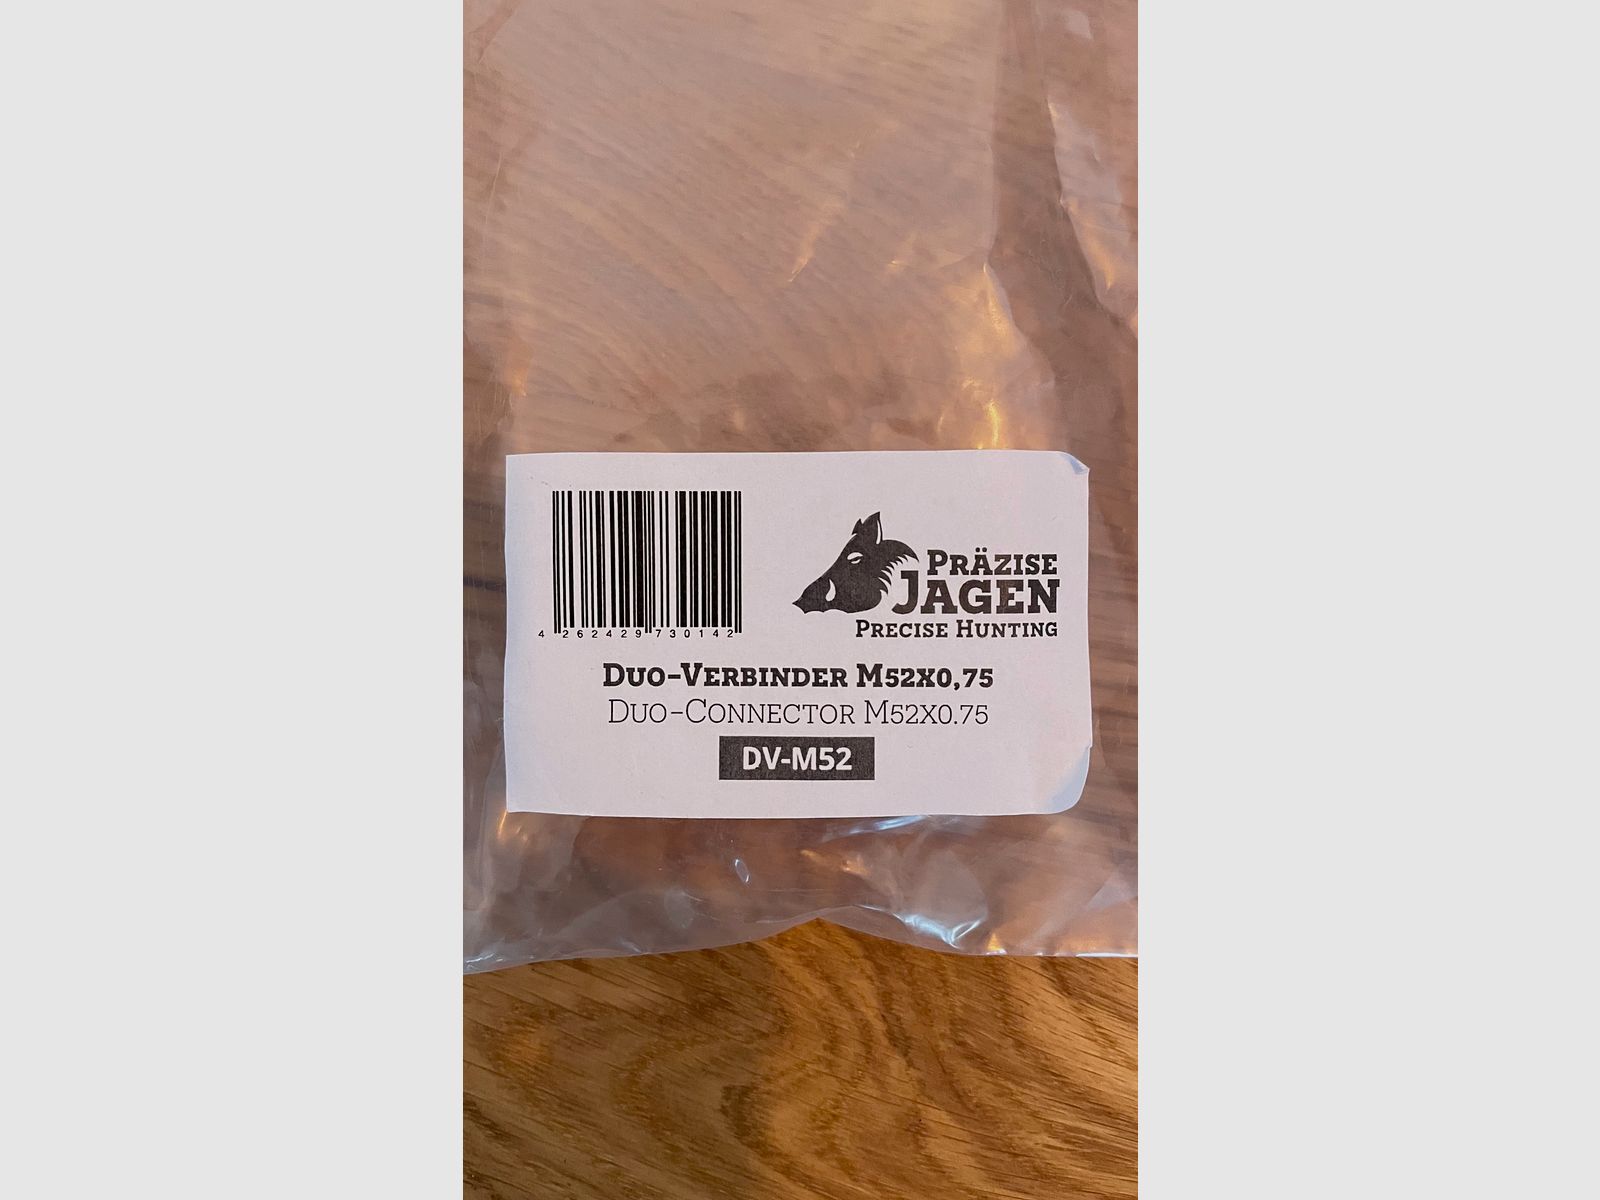 4 262429 730142
PRÄZISE
JAGEN
PRECISE HUNTING
DUO-VERBINDER M52X0,75
DUO-CONNECTOR M52X0.75
DV-M52